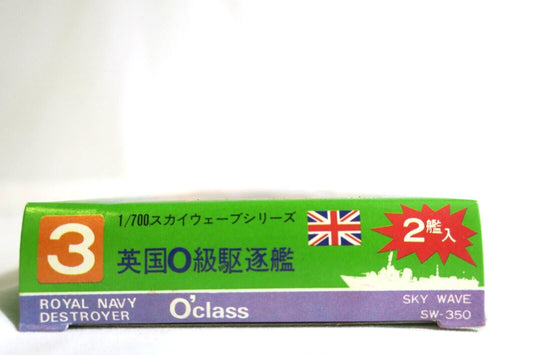 3
1/700スカイウェーブシリーズ
英国O級駆逐艦
2艦入
ROYAL NAVY
DESTROYER
O'class
SKY WAVE
SW-350